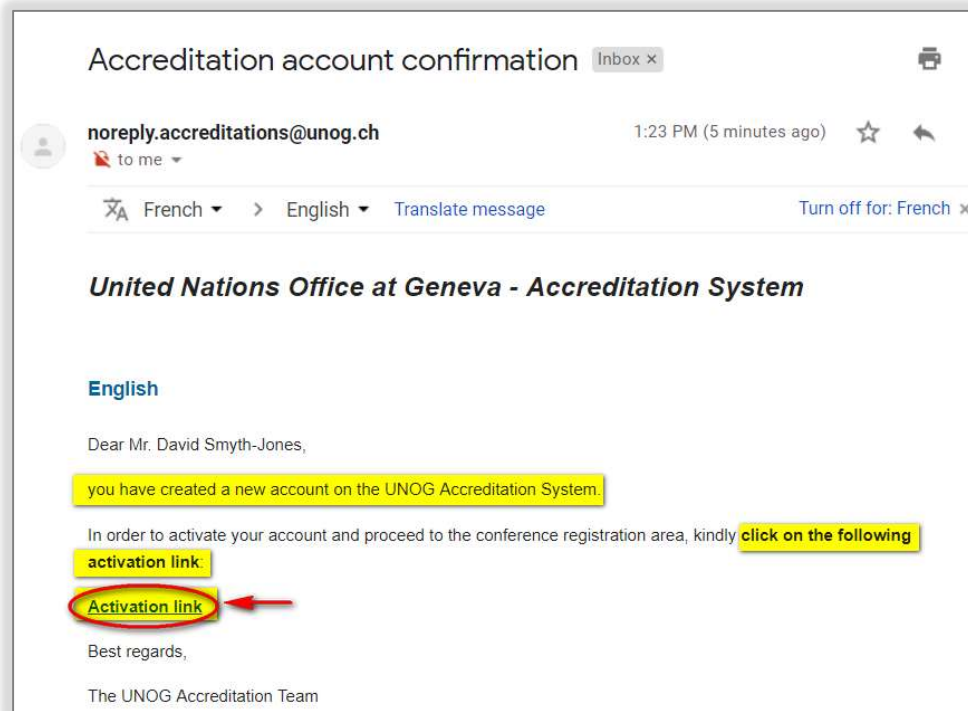 Accreditation account confirmation Inbox ×
noreply.accreditations@unog.ch 1:23 PM (5 minutes ago)
to me
French > English Translate message Turn off for: French ×
United Nations Office at Geneva - Accreditation System
English
Dear Mr. David Smyth-Jones,
you have created a new account on the UNOG Accreditation System.
In order to activate your account and proceed to the conference registration area, kindly click on the following
activation link:
Activation link
Best regards,
The UNOG Accreditation Team